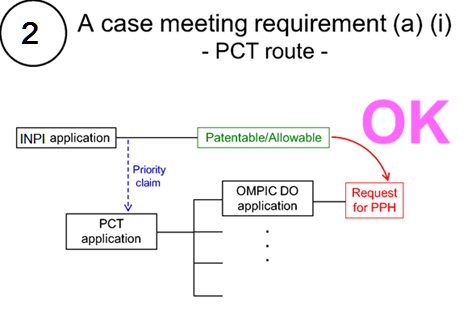 2
A case meeting requirement (a) (i)
- PCT route -
OK
INPI application
Patentable/Allowable
Priority
claim
OMPIC DO
application
Request
for PPH
PCT
application